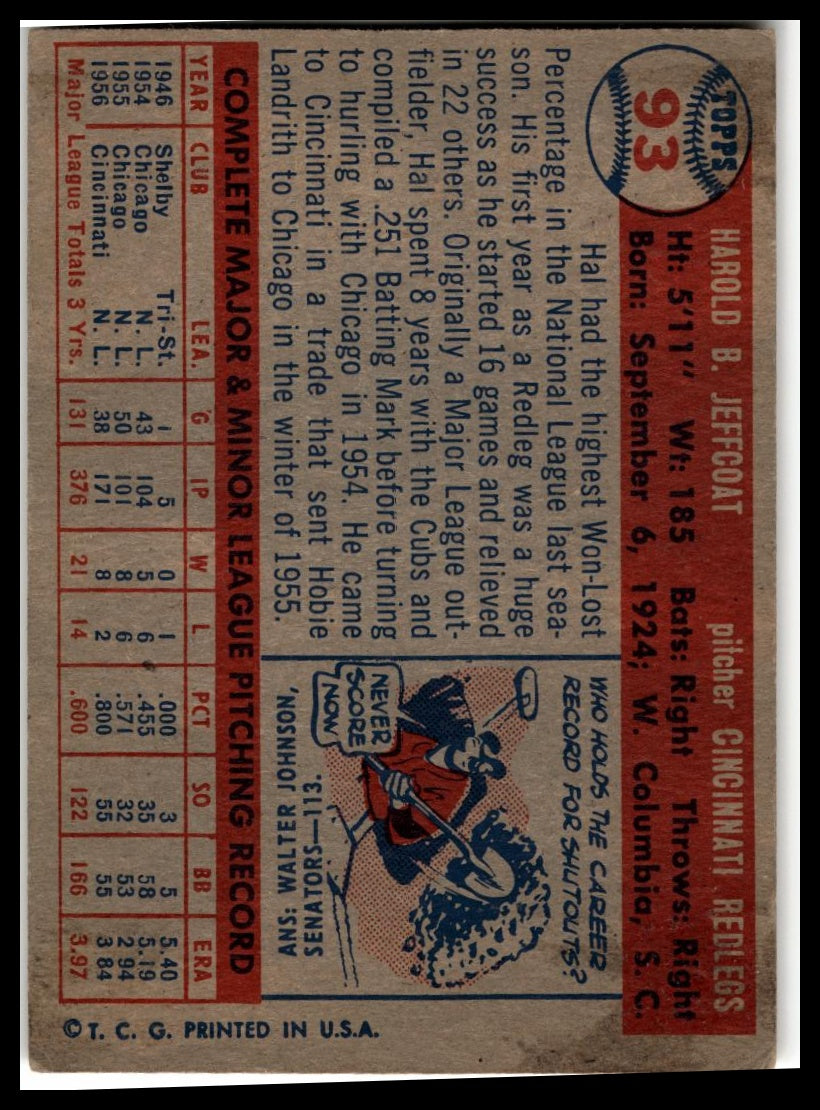 TOPPS
93
HAROLD B. JEFFCOAT pitcher CINCINNATI REDLEGS
Ht: 5'11" Wt: 185 Bats: Right Throws: Right
Born: September 6, 1924; W. Columbia, S. C.
Hal had the highest Won-Lost
Percentage in the National League last sea-
son. His first year as a Redleg was a huge
success as he started 16 games and relieved
in 22 others. Originally a Major League out-
fielder, Hal spent 8 years with the Cubs and
compiled a .251 Batting Mark before turning
to hurling with Chicago in 1954. He came
to Cincinnati in a trade that sent Hobie
Landrith to Chicago in the winter of 1955.
WHO HOLDS THE CAREER
RECORD FOR SHUTOUTS?
NEVER
SCORE
NOW
ANS: WALTER JOHNSON,
SENATORS—113.
COMPLETE MAJOR & MINOR LEAGUE PITCHING RECORD
YEAR CLUB LEA. G IP W L PCT SO BB ERA
1946 Shelby Tri-St. 1 5 0 1 .000 3 5 5.40
1954 Chicago N. L. 43 104 5 6 .455 35 58 5.19
1955 Chicago N. L. 50 101 8 6 .571 32 53 2.94
1956 Cincinnati N. L. 38 171 8 2 .800 55 55 3.84
Major League Totals 3 Yrs. 131 376 21 14 .600 122 166 3.97
© T. C. G. PRINTED IN U.S.A.